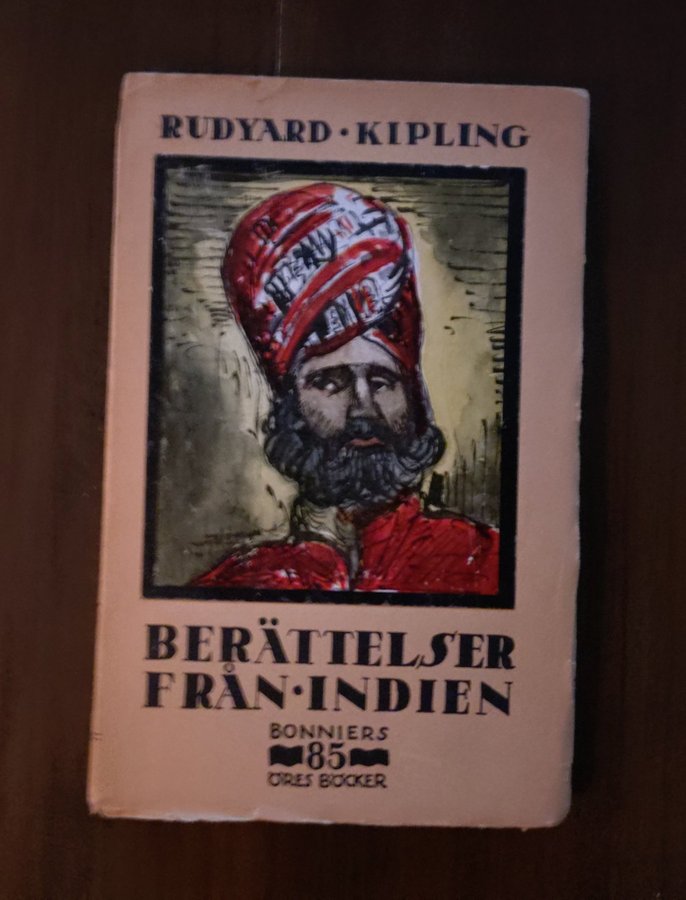 RUDYARD · KIPLING
BERÄTTELSER
FRÅN · INDIEN
BONNIERS
85
ÖRES BÖCKER